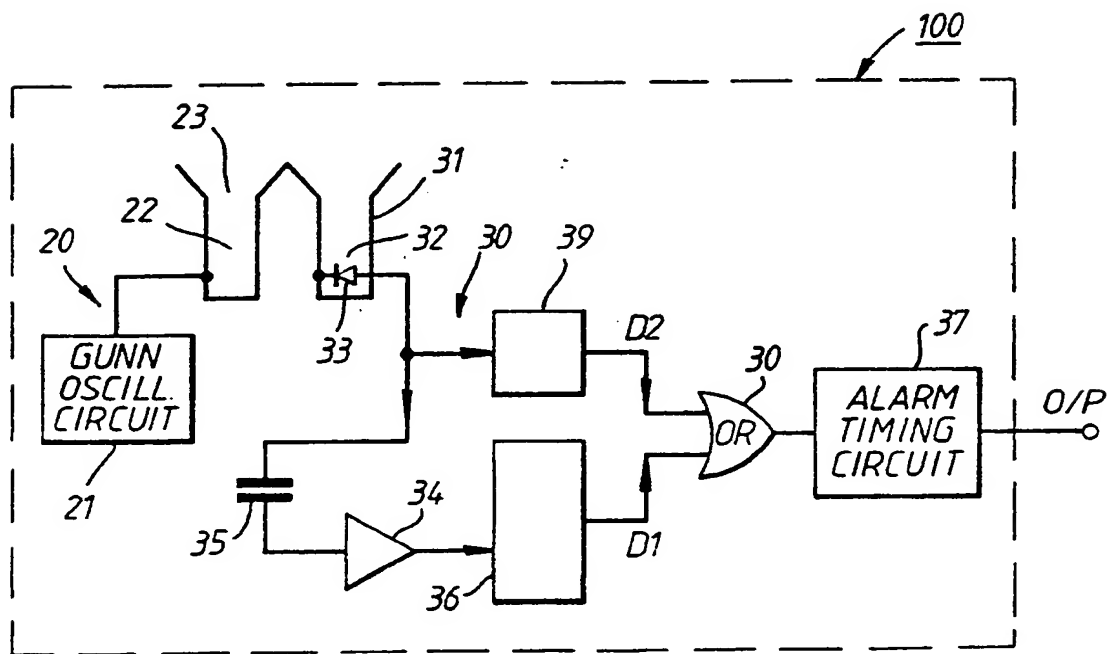 100
23
22
20
31
32
30
39
33
GUNN
OSCILL.
CIRCUIT
21
D2
30
OR
37
ALARM
TIMING
CIRCUIT
O/P
35
34
36
D1